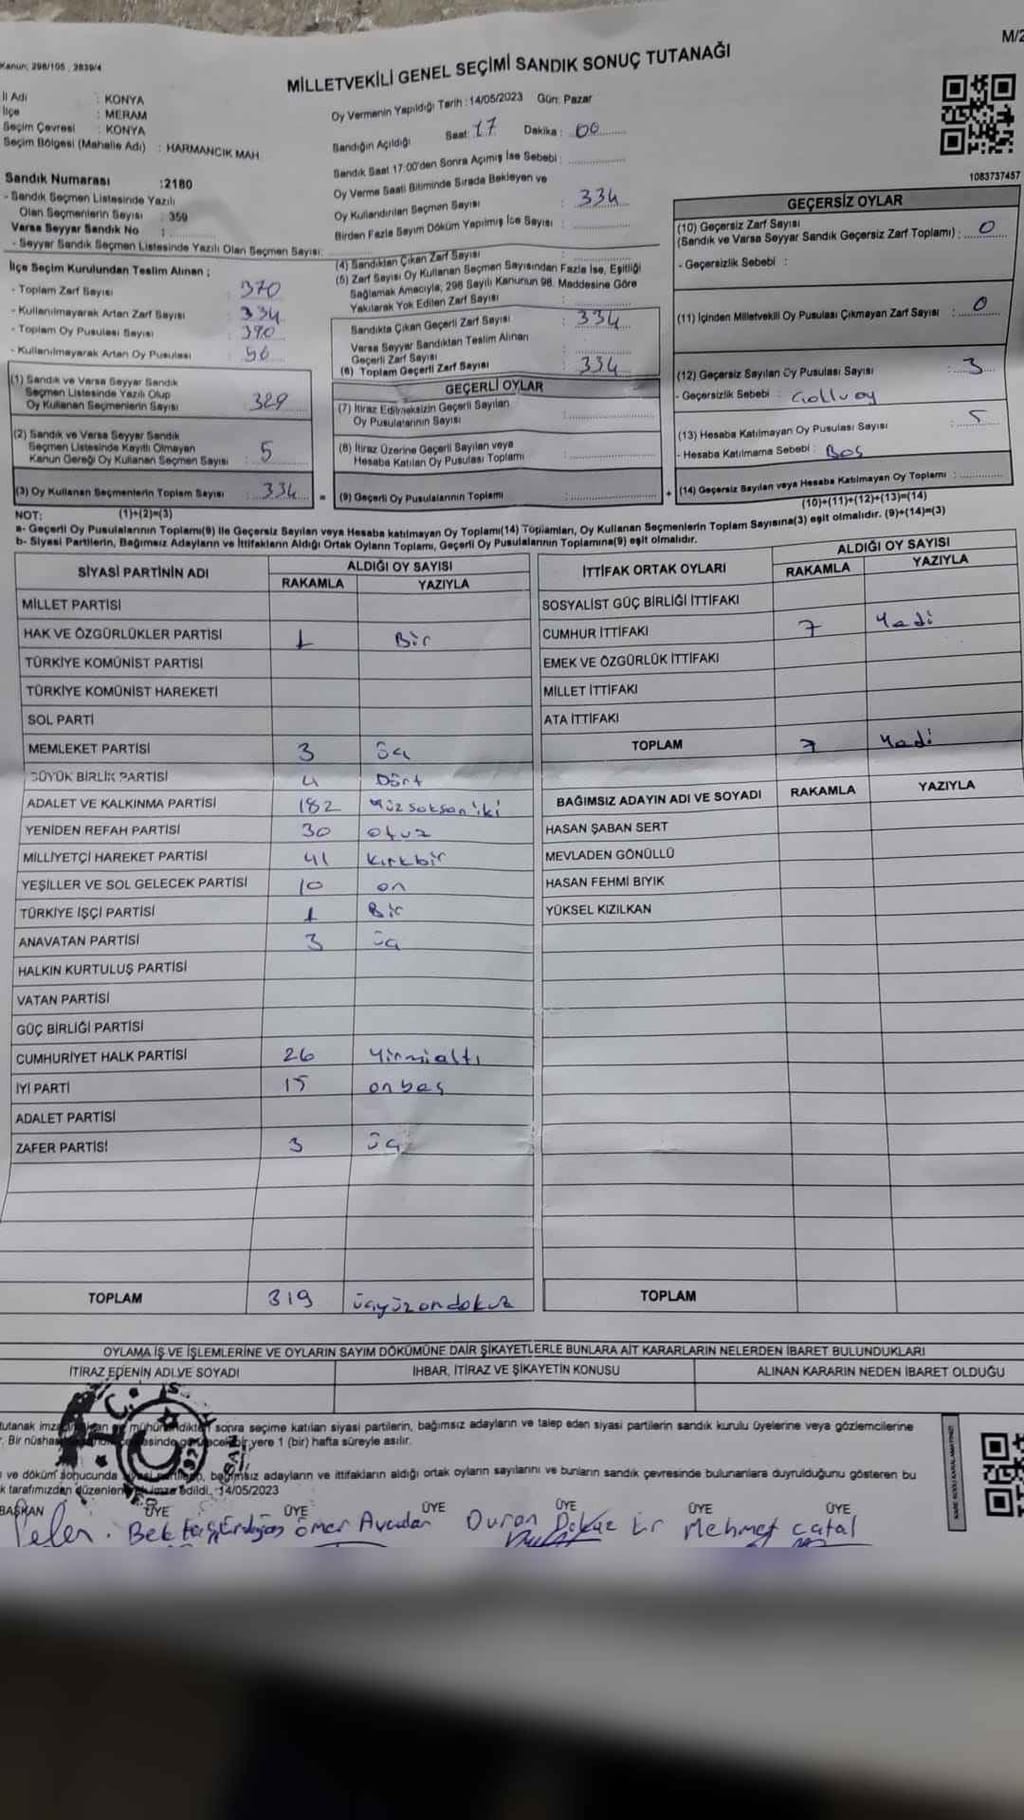 M/2
Kanun: 298/105, 2839/4
MİLLETVEKİLİ GENEL SEÇİMİ SANDIK SONUÇ TUTANAĞI
İl Adı : KONYA
İlçe : MERAM
Seçim Çevresi : KONYA
Seçim Bölgesi (Mahalle Adı) : HARMANCIK MAH
Sandık Numarası :2180
- Sandık Seçmen Listesinde Yazılı
Olan Seçmenlerin Sayısı : 359
Varsa Seyyar Sandık No :
- Seyyar Sandık Seçmen Listesinde Yazılı Olan Seçmen Sayısı:
İlçe Seçim Kurulundan Teslim Alınan ;
- Toplam Zarf Sayısı 370
- Kullanılmayarak Artan Zarf Sayısı 334
- Toplam Oy Pusulası Sayısı 390
- Kullanılmayarak Artan Oy Pusulası 56
(1) Sandık ve Varsa Seyyar Sandık
Seçmen Listesinde Yazılı Olup
Oy Kullanan Seçmenlerin Sayısı 329
(2) Sandık ve Varsa Seyyar Sandık
Seçmen Listesinde Kayıtlı Olmayan
Kanun Gereği Oy Kullanan Seçmen Sayısı 5
(3) Oy Kullanan Seçmenlerin Toplam Sayısı : 334
Oy Vermenin Yapıldığı Tarih : 14/05/2023 Gün: Pazar
Sandığın Açıldığı Saat: 17 Dakika : 00
Sandık Saat 17:00'den Sonra Açılmış İse Sebebi :
Oy Verme Saati Bitiminde Sırada Bekleyen ve
Oy Kullandırılan Seçmen Sayısı : 334
Birden Fazla Sayım Döküm Yapılmış İse Sayısı :
(4) Sandıktan Çıkan Zarf Sayısı
(5) Zarf Sayısı Oy Kullanan Seçmen Sayısından Fazla İse, Eşitliği
Sağlamak Amacıyla, 298 Sayılı Kanunun 98. Maddesine Göre
Yakılarak Yok Edilen Zarf Sayısı
Sandıkta Çıkan Geçerli Zarf Sayısı : 334
Varsa Seyyar Sandıktan Teslim Alınan
Geçerli Zarf Sayısı
(6) Toplam Geçerli Zarf Sayısı : 334
GEÇERLİ OYLAR
(7) İtiraz Edilmeksizin Geçerli Sayılan
Oy Pusulalarının Sayısı
(8) İtiraz Üzerine Geçerli Sayılan veya
Hesaba Katılan Oy Pusulası Toplamı
= (9) Geçerli Oy Pusulalarının Toplamı +
1083737457
GEÇERSİZ OYLAR
(10) Geçersiz Zarf Sayısı
(Sandık ve Varsa Seyyar Sandık Geçersiz Zarf Toplamı) : 0
- Geçersizlik Sebebi :
(11) İçinden Milletvekili Oy Pusulası Çıkmayan Zarf Sayısı : 0
(12) Geçersiz Sayılan Oy Pusulası Sayısı : 3
- Geçersizlik Sebebi :
(13) Hesaba Katılmayan Oy Pusulası Sayısı : 5
- Hesaba Katılmama Sebebi : Boş
(14) Geçersiz Sayılan veya Hesaba Katılmayan Oy Toplamı :
(10)+(11)+(12)+(13)=(14)
NOT: (1)+(2)=(3)
a- Geçerli Oy Pusulalarının Toplamı(9) ile Geçersiz Sayılan veya Hesaba katılmayan Oy Toplamı(14) Toplamları, Oy Kullanan Seçmenlerin Toplam Sayısına(3) eşit olmalıdır. (9)+(14)=(3)
b- Siyasi Partilerin, Bağımsız Adayların ve İttifakların Aldığı Ortak Oyların Toplamı, Geçerli Oy Pusulalarının Toplamına(9) eşit olmalıdır.
SİYASİ PARTİNİN ADI ALDIĞI OY SAYISI
RAKAMLA YAZIYLA
MİLLET PARTİSİ
HAK VE ÖZGÜRLÜKLER PARTİSİ 1 Bir
TÜRKİYE KOMÜNİST PARTİSİ
TÜRKİYE KOMÜNİST HAREKETİ
SOL PARTİ
MEMLEKET PARTİSİ 3 üç
BÜYÜK BİRLİK PARTİSİ 4 Dört
ADALET VE KALKINMA PARTİSİ 182 Yüzseksen iki
YENİDEN REFAH PARTİSİ 30 otuz
MİLLİYETÇİ HAREKET PARTİSİ 41 kırkbir
YEŞİLLER VE SOL GELECEK PARTİSİ 10 on
TÜRKİYE İŞÇİ PARTİSİ 1 Bir
ANAVATAN PARTİSİ 3 üç
HALKIN KURTULUŞ PARTİSİ
VATAN PARTİSİ
GÜÇ BİRLİĞİ PARTİSİ
CUMHURİYET HALK PARTİSİ 26 Yirmialtı
İYİ PARTİ 15 onbeş
ADALET PARTİSİ
ZAFER PARTİSİ 3 üç
TOPLAM 319 üçyüzondokuz
İTTİFAK ORTAK OYLARI ALDIĞI OY SAYISI
RAKAMLA YAZIYLA
SOSYALİST GÜÇ BİRLİĞİ İTTİFAKI
CUMHUR İTTİFAKI 7 Yedi
EMEK VE ÖZGÜRLÜK İTTİFAKI
MİLLET İTTİFAKI
ATA İTTİFAKI
TOPLAM 7 Yedi
BAĞIMSIZ ADAYIN ADI VE SOYADI RAKAMLA YAZIYLA
HASAN ŞABAN SERT
MEVLADEN GÖNÜLLÜ
HASAN FEHMİ BIYIK
YÜKSEL KIZILKAN
TOPLAM
OYLAMA İŞ VE İŞLEMLERİNE VE OYLARIN SAYIM DÖKÜMÜNE DAİR ŞİKAYETLERLE BUNLARA AİT KARARLARIN NELERDEN İBARET BULUNDUKLARI
İTİRAZ EDENİN ADI VE SOYADI İHBAR, İTİRAZ VE ŞİKAYETİN KONUSU ALINAN KARARIN NEDEN İBARET OLDUĞU
tutanak sonra seçime katılan siyasi partilerin, bağımsız adayların ve talep eden siyasi partilerin sandık kurulu üyelerine veya gözlemcilerine
Bir yere 1 (bir) hafta süreyle asılır.
ve döküm sonucunda bağımsız adayların ve ittifakların aldığı ortak oyların sayılarını ve bunların sandık çevresinde bulunanlara duyrulduğunu gösteren bu
tarafımızdan edildi. 14/05/2023
BAŞKAN ÜYE ÜYE ÜYE ÜYE ÜYE ÜYE
Ömer Duran Mehmet Çatal